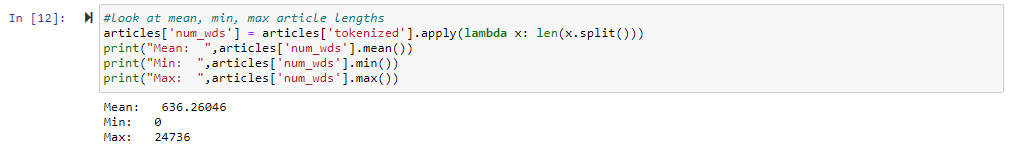 In [12]:
#look at mean, min, max article lengths
articles['num_wds'] = articles['tokenized'].apply(lambda x: len(x.split()))
print("Mean:  ",articles['num_wds'].mean())
print("Min:  ",articles['num_wds'].min())
print("Max:  ",articles['num_wds'].max())
Mean:   636.26046
Min:   0
Max:   24736